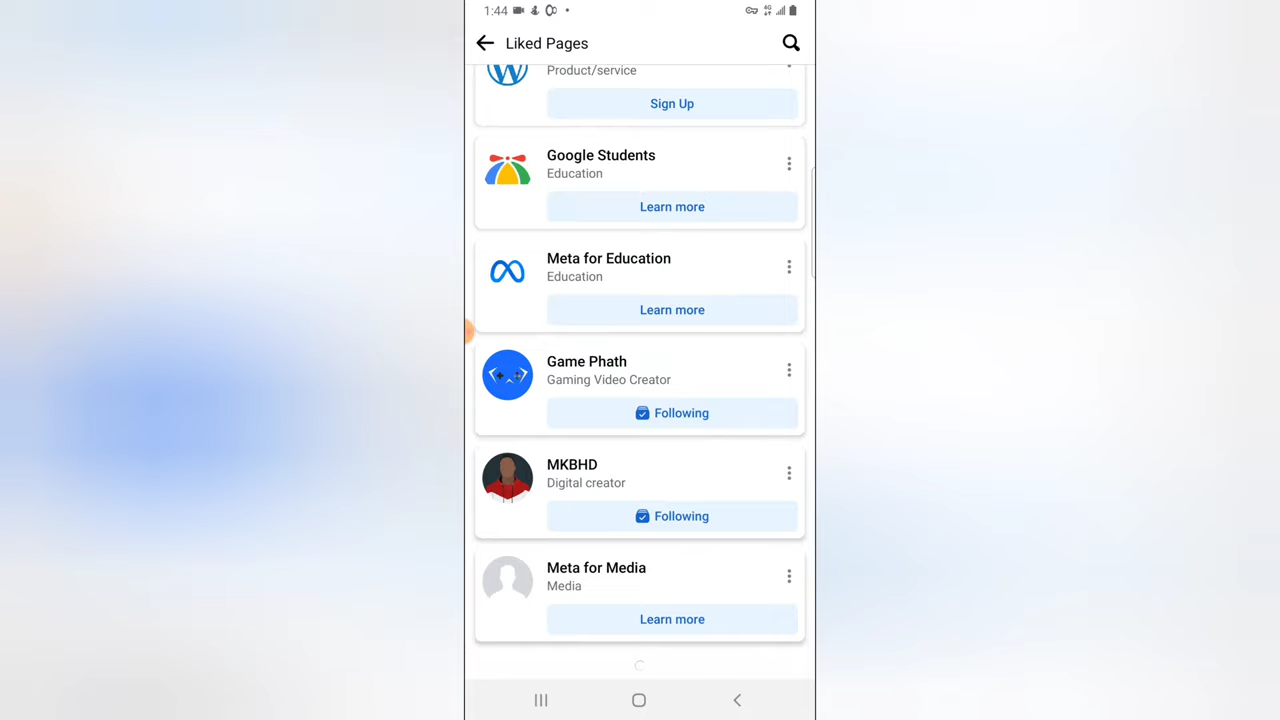 1:44
4G
Liked Pages
Product/service
Sign Up
Google Students
Education
Learn more
Meta for Education
Education
Learn more
Game Phath
Gaming Video Creator
Following
MKBHD
Digital creator
Following
Meta for Media
Media
Learn more